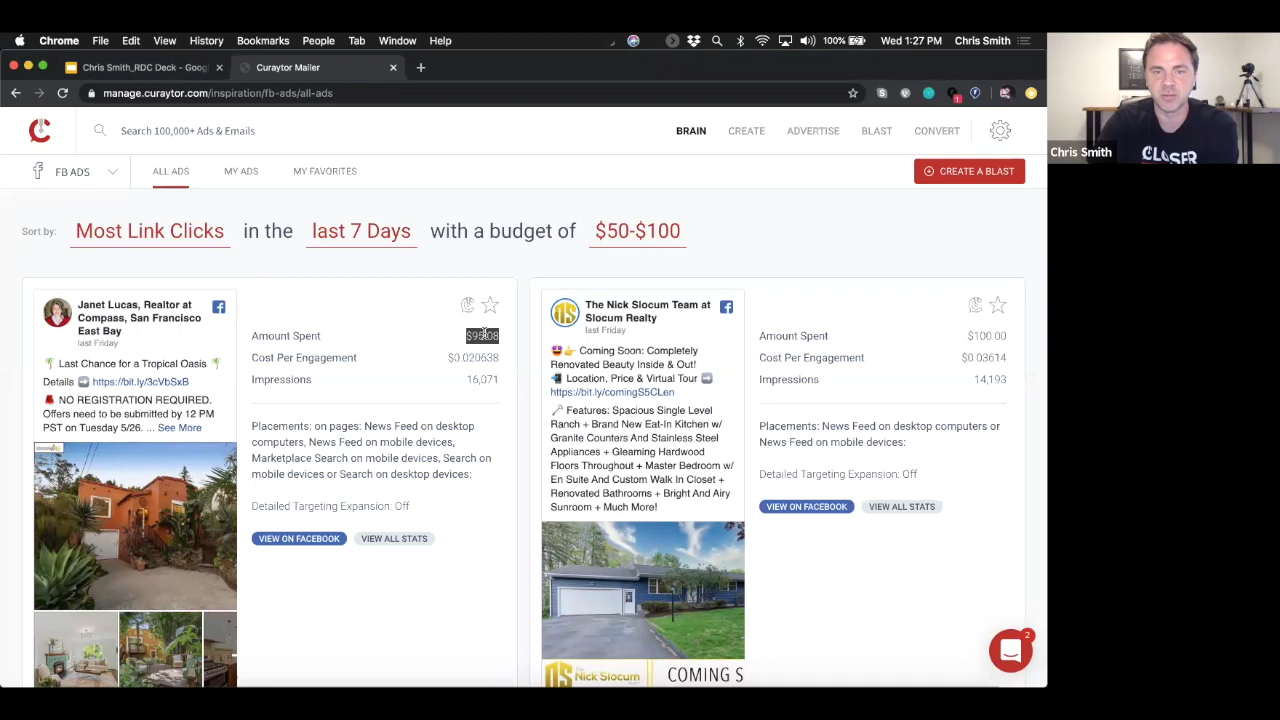 Chrome File Edit View History Bookmarks People Tab Window Help 100% Wed 1:27 PM Chris Smith
Chris Smith_RDC Deck - Goog
Curaytor Mailer
manage.curaytor.com/inspiration/fb-ads/all-ads
1
Search 100,000+ Ads & Emails
BRAIN CREATE ADVERTISE BLAST CONVERT
FB ADS ALL ADS MY ADS MY FAVORITES CREATE A BLAST
Sort by: Most Link Clicks in the last 7 Days with a budget of $50-$100
Janet Lucas, Realtor at
Compass, San Francisco
East Bay
last Friday
Last Chance for a Tropical Oasis
Details https://bit.ly/3cVbSxB
NO REGISTRATION REQUIRED.
Offers need to be submitted by 12 PM
PST on Tuesday 5/26. ... See More
Amount Spent $95.08
Cost Per Engagement $0.020638
Impressions 16,071
Placements: on pages: News Feed on desktop
computers, News Feed on mobile devices,
Marketplace Search on mobile devices, Search on
mobile devices or Search on desktop devices:
Detailed Targeting Expansion: Off
VIEW ON FACEBOOK VIEW ALL STATS
The Nick Slocum Team at
Slocum Realty
last Friday
Coming Soon: Completely
Renovated Beauty Inside & Out!
Location, Price & Virtual Tour
https://bit.ly/comingS5CLen
Features: Spacious Single Level
Ranch + Brand New Eat-In Kitchen w/
Granite Counters And Stainless Steel
Appliances + Gleaming Hardwood
Floors Throughout + Master Bedroom w/
En Suite And Custom Walk In Closet +
Renovated Bathrooms + Bright And Airy
Sunroom + Much More!
NS Nick Slocum COMING S
Amount Spent $100.00
Cost Per Engagement $0.03614
Impressions 14,193
Placements: News Feed on desktop computers or
News Feed on mobile devices:
Detailed Targeting Expansion: Off
VIEW ON FACEBOOK VIEW ALL STATS
2
Chris Smith
CLOSER